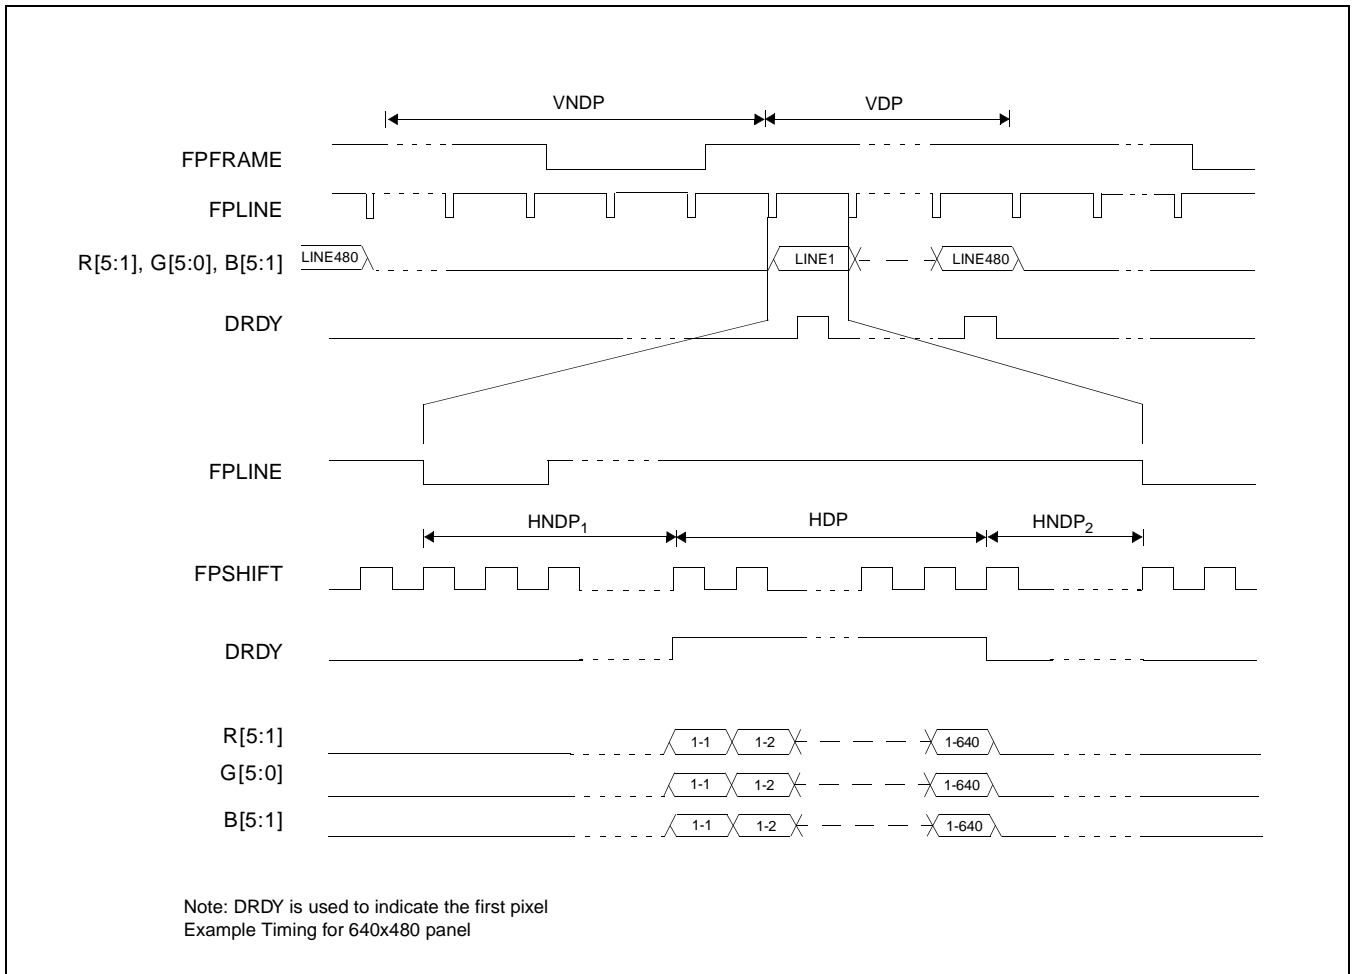 VNDP VDP
FPFRAME
FPLINE
R[5:1], G[5:0], B[5:1] LINE480 LINE1 LINE480
DRDY
FPLINE
HNDP1 HDP HNDP2
FPSHIFT
DRDY
R[5:1] 1-1 1-2 1-640
G[5:0] 1-1 1-2 1-640
B[5:1] 1-1 1-2 1-640
Note: DRDY is used to indicate the first pixel
Example Timing for 640x480 panel